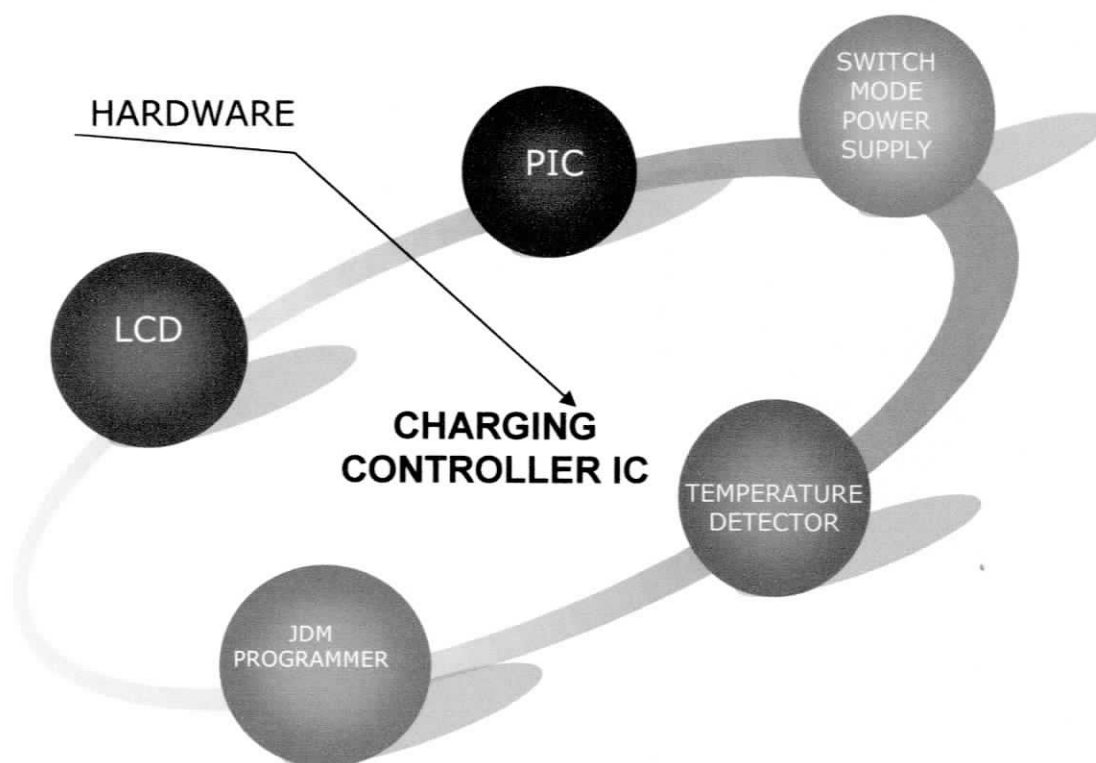 HARDWARE
SWITCH
MODE
POWER
SUPPLY
PIC
LCD
CHARGING
CONTROLLER IC
TEMPERATURE
DETECTOR
JDM
PROGRAMMER